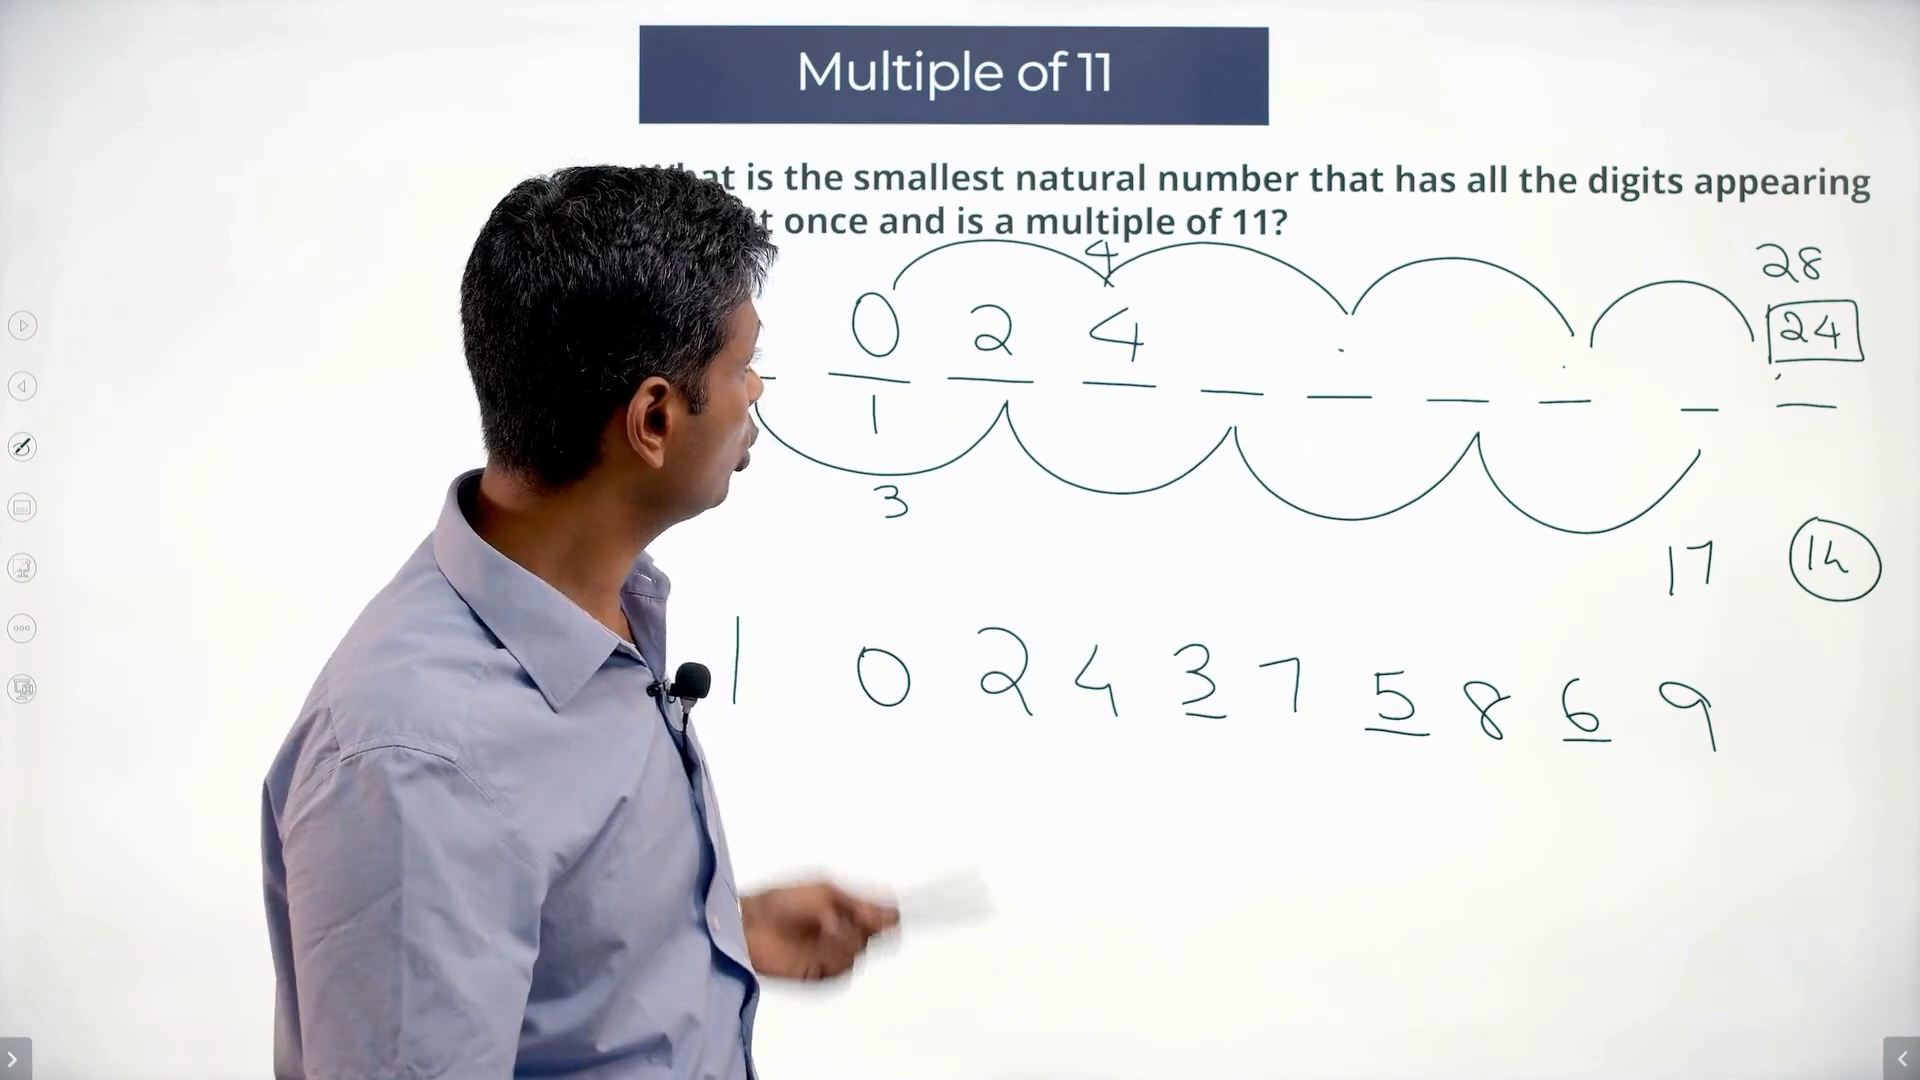 Multiple of 11
is the smallest natural number that has all the digits appearing
once and is a multiple of 11?
4
28
0 2 4
24
1
3
17 14
1 0 2 4 3 7 5 8 6 9